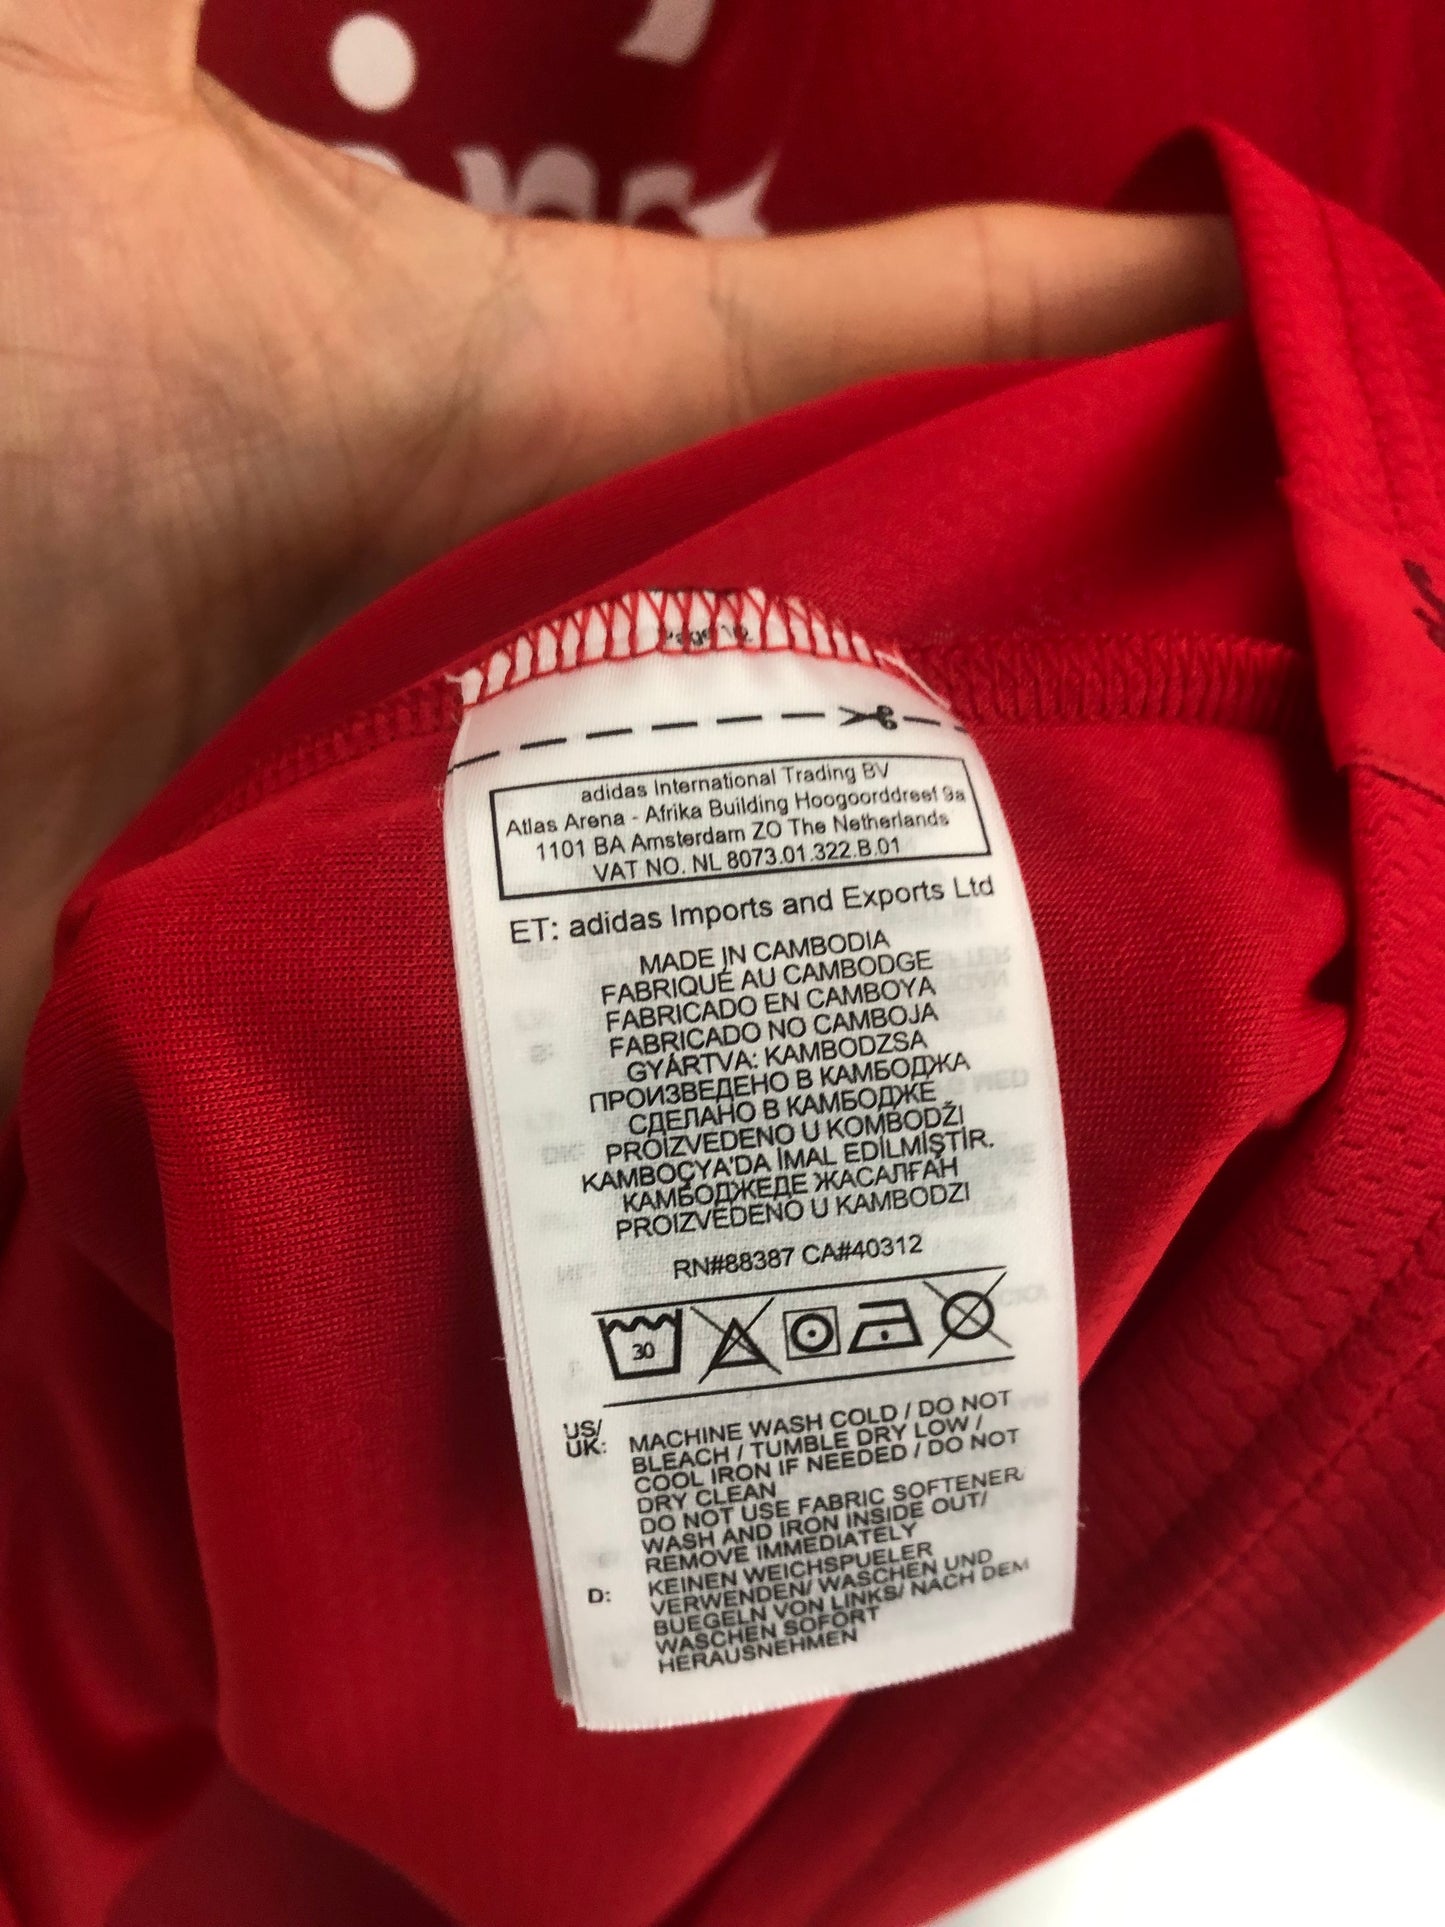 Page 1/2
adidas International Trading BV
Atlas Arena - Afrika Building Hoogoorddreef 9a
1101 BA Amsterdam ZO The Netherlands
VAT NO. NL 8073.01.322.B.01
ET: adidas Imports and Exports Ltd
MADE IN CAMBODIA
FABRIQUÉ AU CAMBODGE
FABRICADO EN CAMBOYA
FABRICADO NO CAMBOJA
GYÁRTVA: KAMBODZSA
ПРОИЗВЕДЕНО В КАМБОДЖА
СДЕЛАНО В КАМБОДЖЕ
PROIZVEDENO U KOMBODŽI
KAMBOÇYA'DA İMAL EDİLMİŞTİR.
КАМБОДЖЕДЕ ЖАСАЛҒАН
PROIZVEDENO U KAMBODZI
RN#88387 CA#40312
30
US/
UK:
MACHINE WASH COLD / DO NOT
BLEACH / TUMBLE DRY LOW /
COOL IRON IF NEEDED / DO NOT
DRY CLEAN
DO NOT USE FABRIC SOFTENER/
WASH AND IRON INSIDE OUT/
REMOVE IMMEDIATELY
D: KEINEN WEICHSPUELER
VERWENDEN/ WASCHEN UND
BUEGELN VON LINKS/ NACH DEM
WASCHEN SOFORT
HERAUSNEHMEN